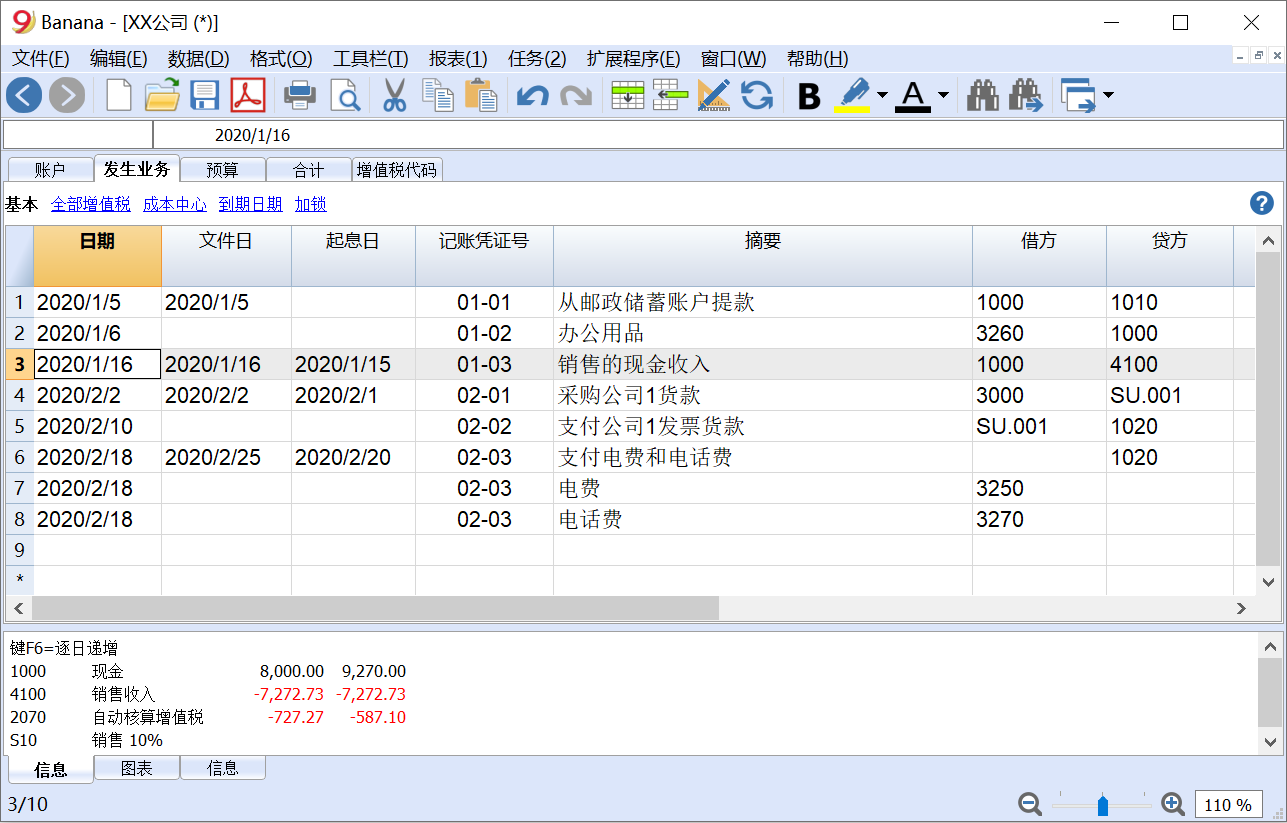 Banana - [XX公司 (*)]
文件(F) 编辑(E) 数据(D) 格式(O) 工具栏(T) 报表(1) 任务(2) 扩展程序(E) 窗口(W) 帮助(H)
B A
2020/1/16
账户 发生业务 预算 合计 增值税代码
基本 全部增值税 成本中心 到期日期 加锁 ?
日期 文件日 起息日 记账凭证号 摘要 借方 贷方
1 2020/1/5 2020/1/5 01-01 从邮政储蓄账户提款 1000 1010
2 2020/1/6 01-02 办公用品 3260 1000
3 2020/1/16 2020/1/16 2020/1/15 01-03 销售的现金收入 1000 4100
4 2020/2/2 2020/2/2 2020/2/1 02-01 采购公司1货款 3000 SU.001
5 2020/2/10 02-02 支付公司1发票货款 SU.001 1020
6 2020/2/18 2020/2/25 2020/2/20 02-03 支付电费和电话费 1020
7 2020/2/18 02-03 电费 3250
8 2020/2/18 02-03 电话费 3270
9
*
键F6=逐日递增
1000 现金 8,000.00 9,270.00
4100 销售收入 -7,272.73 -7,272.73
2070 自动核算增值税 -727.27 -587.10
S10 销售 10%
信息 图表 信息
3/10 110 %